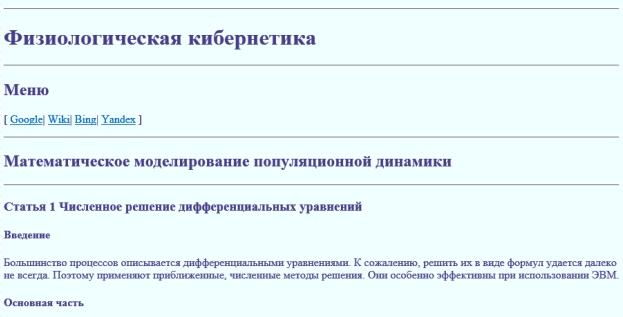 Физиологическая кибернетика
Меню
[ Google| Wiki| Bing| Yandex ]
Математическое моделирование популяционной динамики
Статья 1 Численное решение дифференциальных уравнений
Введение
Большинство процессов описывается дифференциальными уравнениями. К сожалению, решить их в виде формул удается далеко
не всегда. Поэтому применяют приближенные, численные методы решения. Они особенно эффективны при использовании ЭВМ.
Основная часть